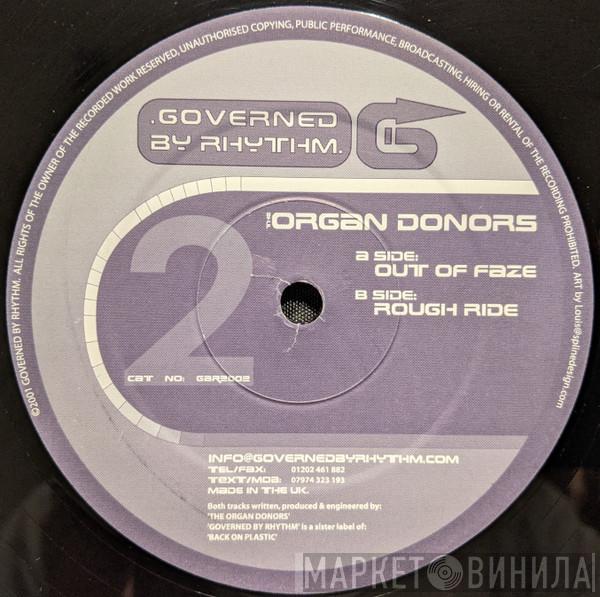 ©2001 GOVERNED BY RHYTHM. ALL RIGHTS OF THE OWNER OF THE RECORDED WORK RESERVED, UNAUTHORISED COPYING, PUBLIC PERFORMANCE, BROADCASTING, HIRING OR RENTAL OF THE RECORDING PROHIBITED. ART by Louis@splinedesign.com
.GOVERNED
BY RHYTHM.
THE ORGAN DONORS
A SIDE:
OUT OF FAZE
B SIDE:
ROUGH RIDE
2
CAT NO: GBR2002
INFO@GOVERNEDBYRHYTHM.COM
TEL/FAX: 01202 461 882
TEXT/MOB: 07974 323 193
MADE IN THE UK.
Both tracks written, produced & engineered by:
'THE ORGAN DONORS'
'GOVERNED BY RHYTHM' is a sister label of:
'BACK ON PLASTIC'
МАРКЕТ ВИНИЛА